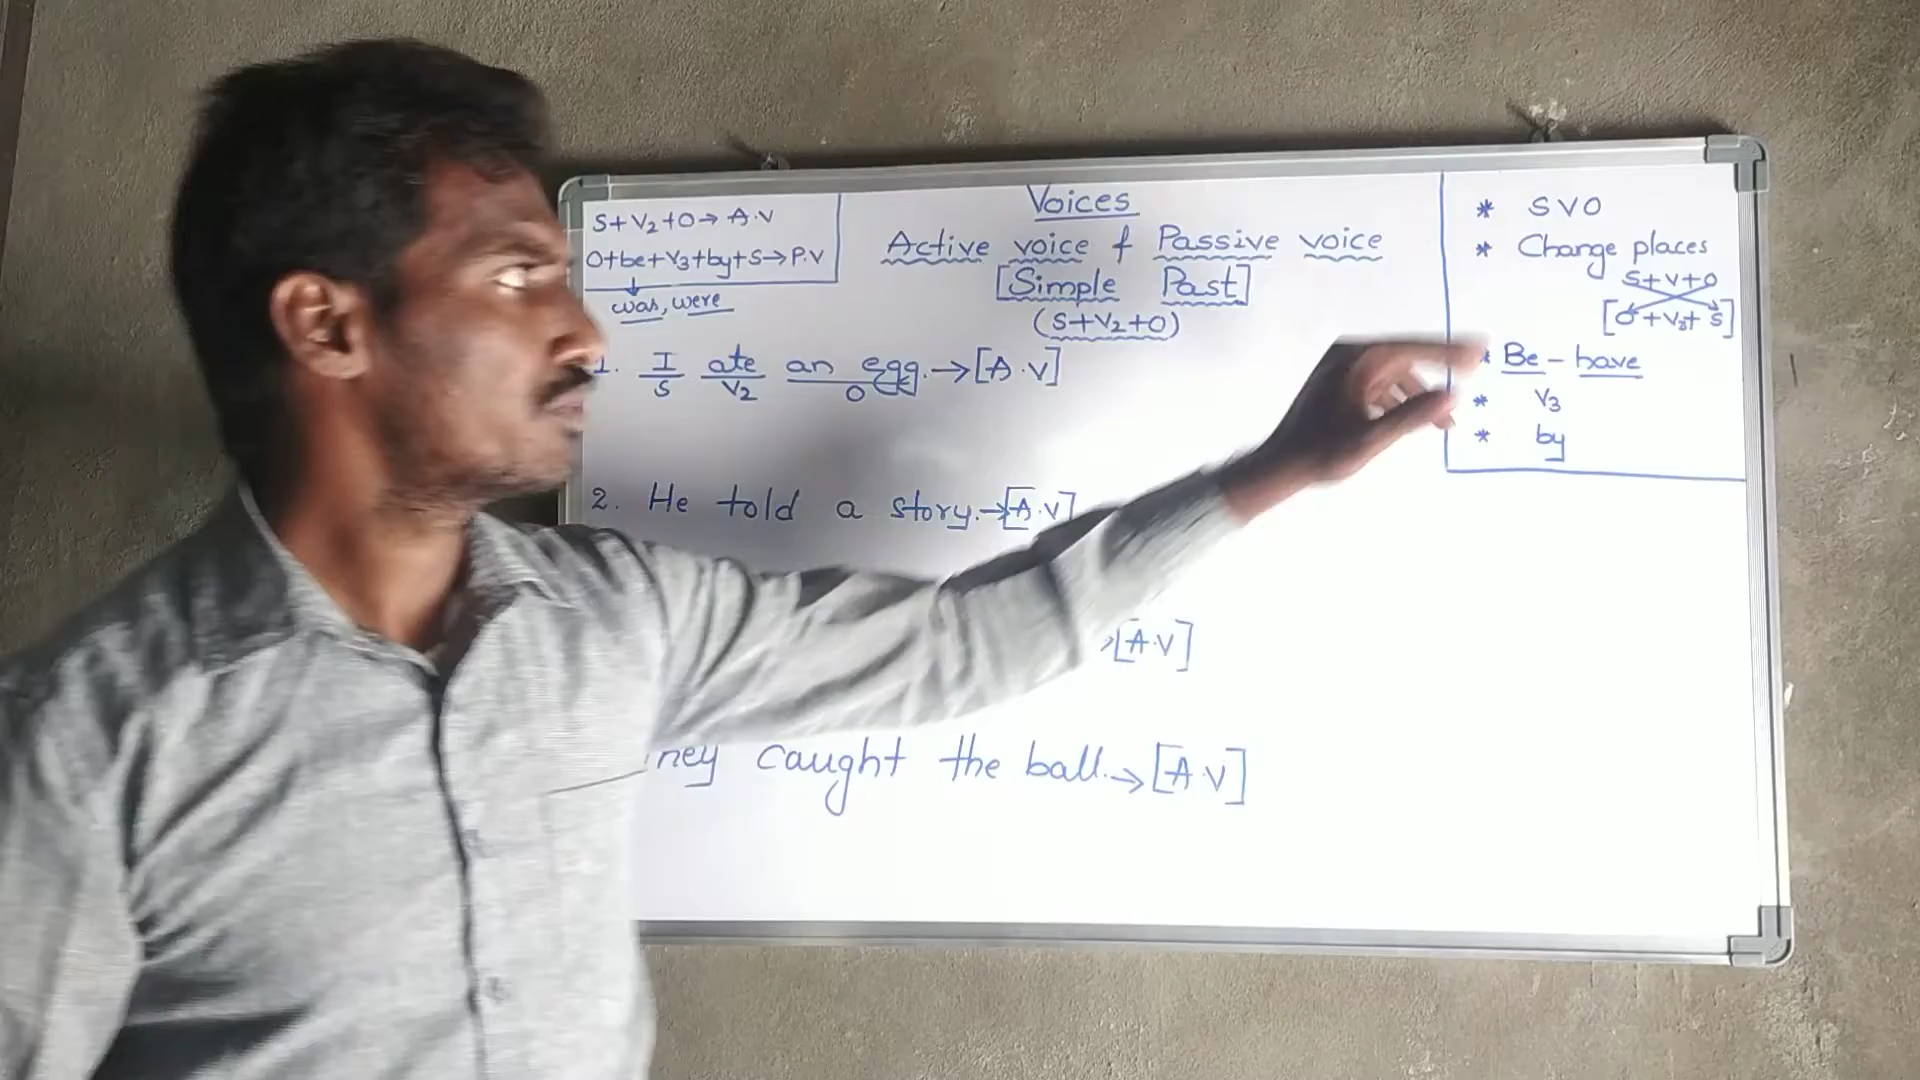 S+V2+O→ A.V
O+be+V3+by+S→P.V
was, were
Voices
Active voice & Passive voice
[Simple Past]
(S+V2+O)
1. I ate an egg.→[A.V]
S V2 O
2. He told a story.→[A.V]
→[A.V]
caught the ball.→[A.V]
* SVO
* Change places
S+V+O
[O+V3+S]
* Be - have
* V3
* by